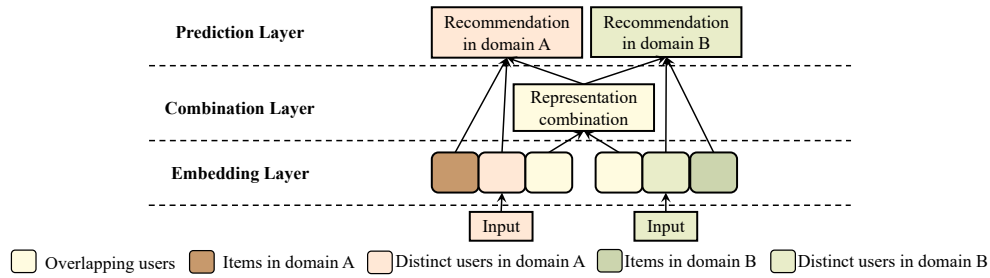 Prediction Layer
Recommendation
in domain A
Recommendation
in domain B
Combination Layer
Representation
combination
Embedding Layer
Input
Input
Overlapping users
Items in domain A
Distinct users in domain A
Items in domain B
Distinct users in domain B